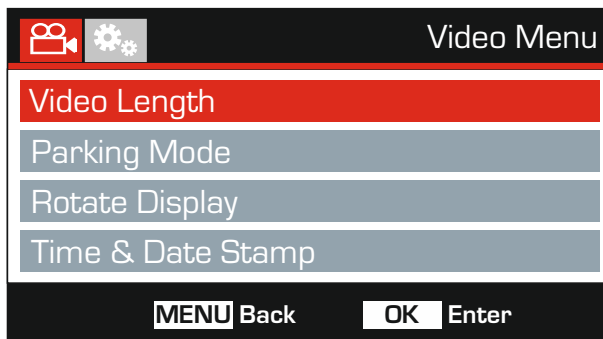 Video Menu
Video Length
Parking Mode
Rotate Display
Time & Date Stamp
MENU Back OK Enter